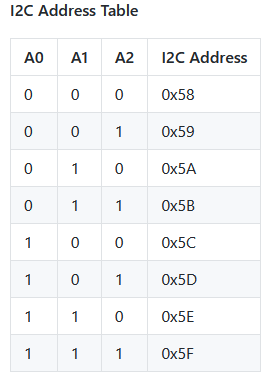 I2C Address Table
A0 A1 A2 I2C Address
0 0 0 0x58
0 0 1 0x59
0 1 0 0x5A
0 1 1 0x5B
1 0 0 0x5C
1 0 1 0x5D
1 1 0 0x5E
1 1 1 0x5F